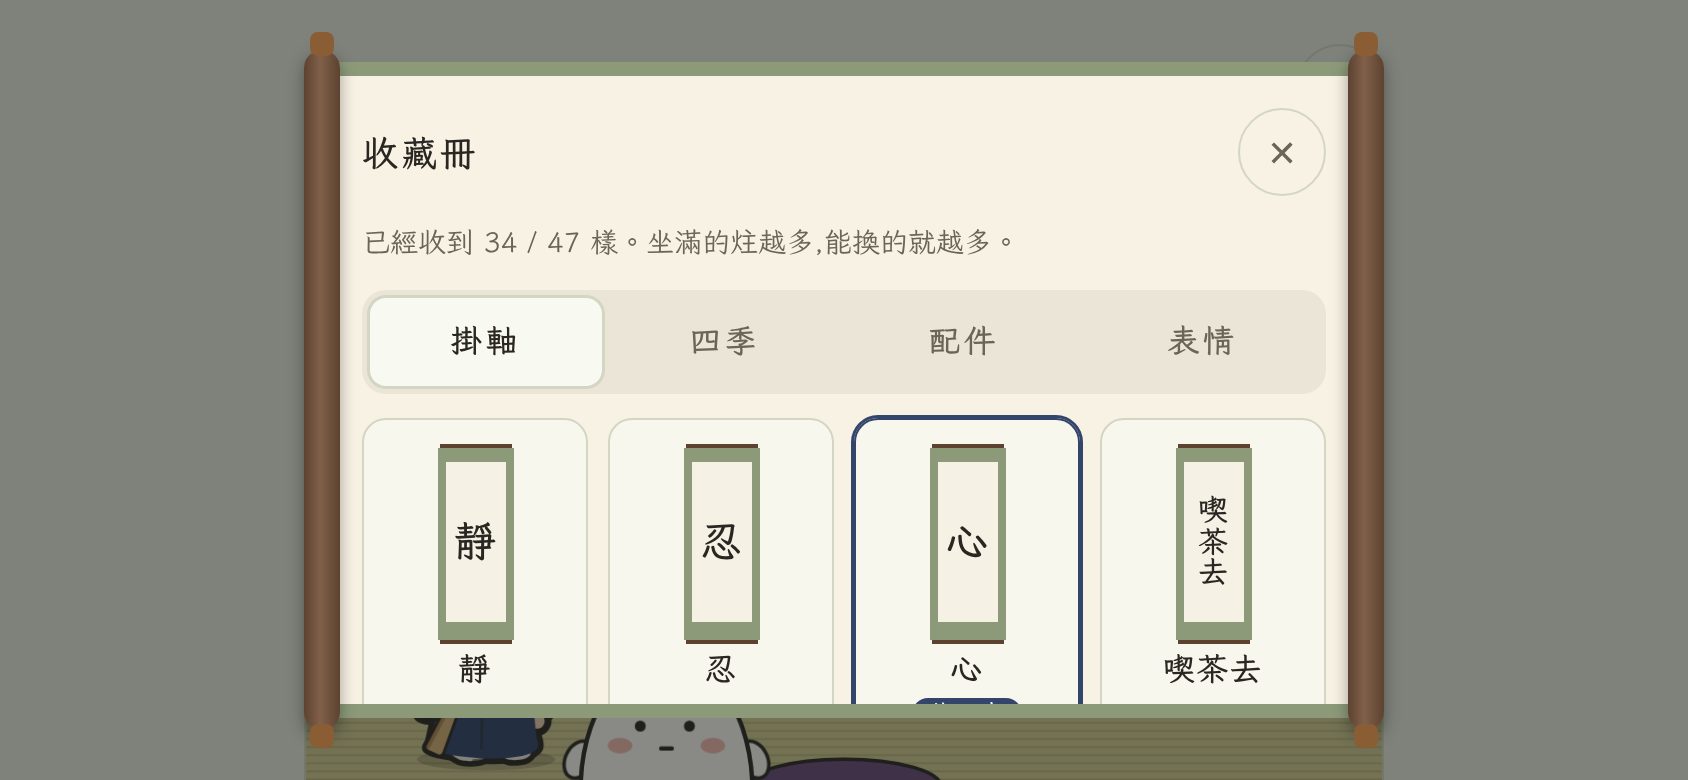 收藏冊
✕
已經收到 34 / 47 樣。坐滿的炷越多,能換的就越多。
掛軸 四季 配件 表情
靜 忍 心 喫茶去
靜 忍 心 喫茶去